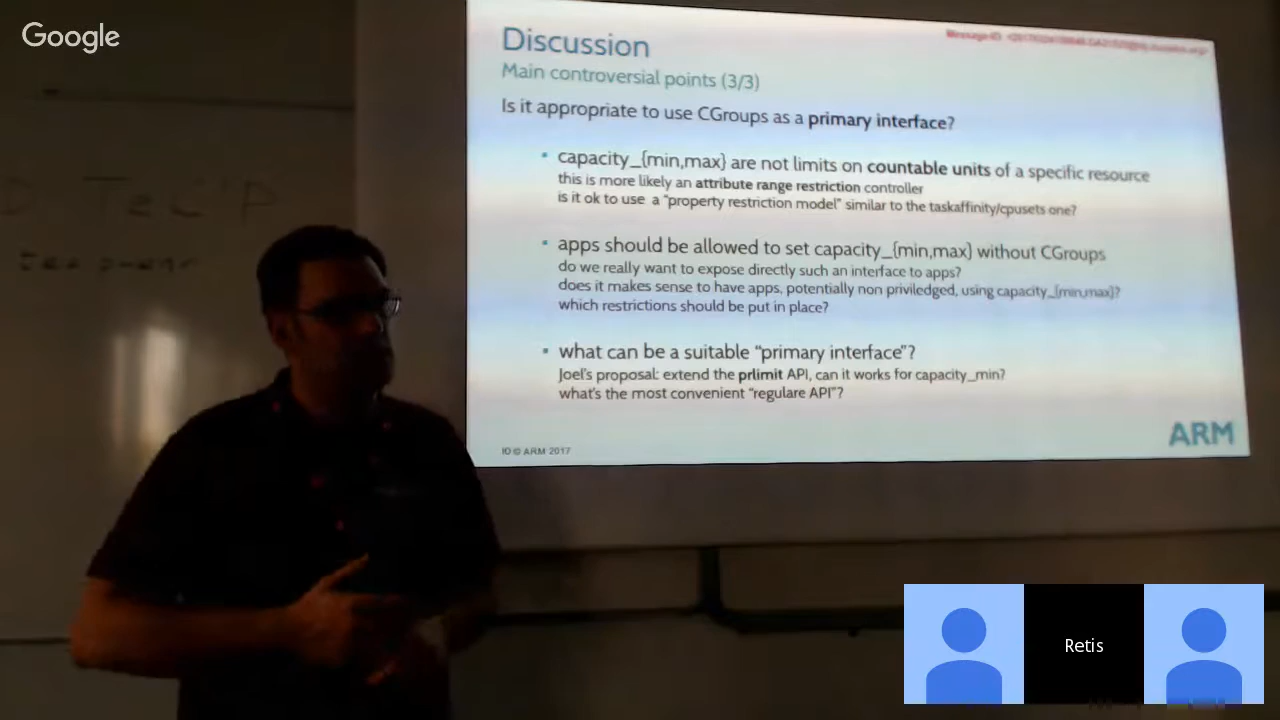 Google
Discussion
Message-ID:
Main controversial points (3/3)
Is it appropriate to use CGroups as a primary interface?
• capacity_{min,max} are not limits on countable units of a specific resource
this is more likely an attribute range restriction controller
is it ok to use a "property restriction model" similar to the taskaffinity/cpusets one?
• apps should be allowed to set capacity_{min,max} without CGroups
do we really want to expose directly such an interface to apps?
does it makes sense to have apps, potentially non priviledged, using capacity_{min,max}?
which restrictions should be put in place?
• what can be a suitable "primary interface"?
Joel's proposal: extend the prlimit API, can it works for capacity_min?
what's the most convenient "regulare API"?
ARM
10 © ARM 2017
Retis